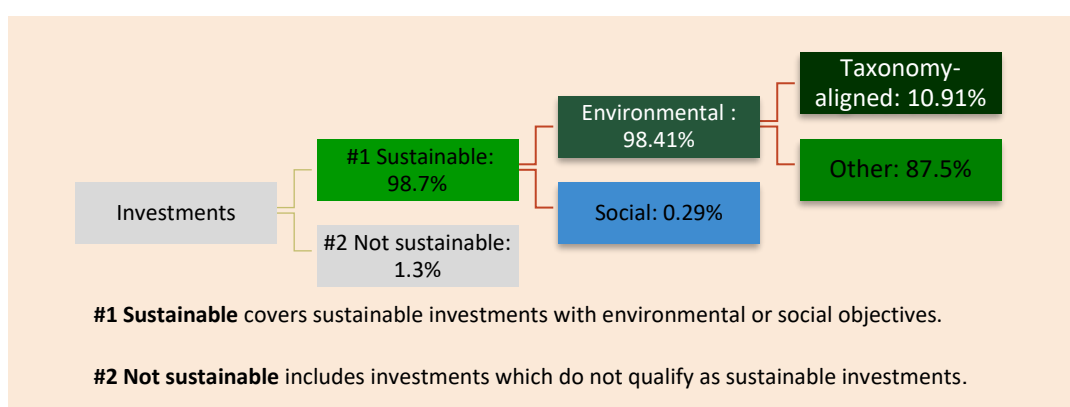 Investments
#1 Sustainable:
98.7%
#2 Not sustainable:
1.3%
Environmental :
98.41%
Social: 0.29%
Taxonomy-
aligned: 10.91%
Other: 87.5%
#1 Sustainable covers sustainable investments with environmental or social objectives.
#2 Not sustainable includes investments which do not qualify as sustainable investments.